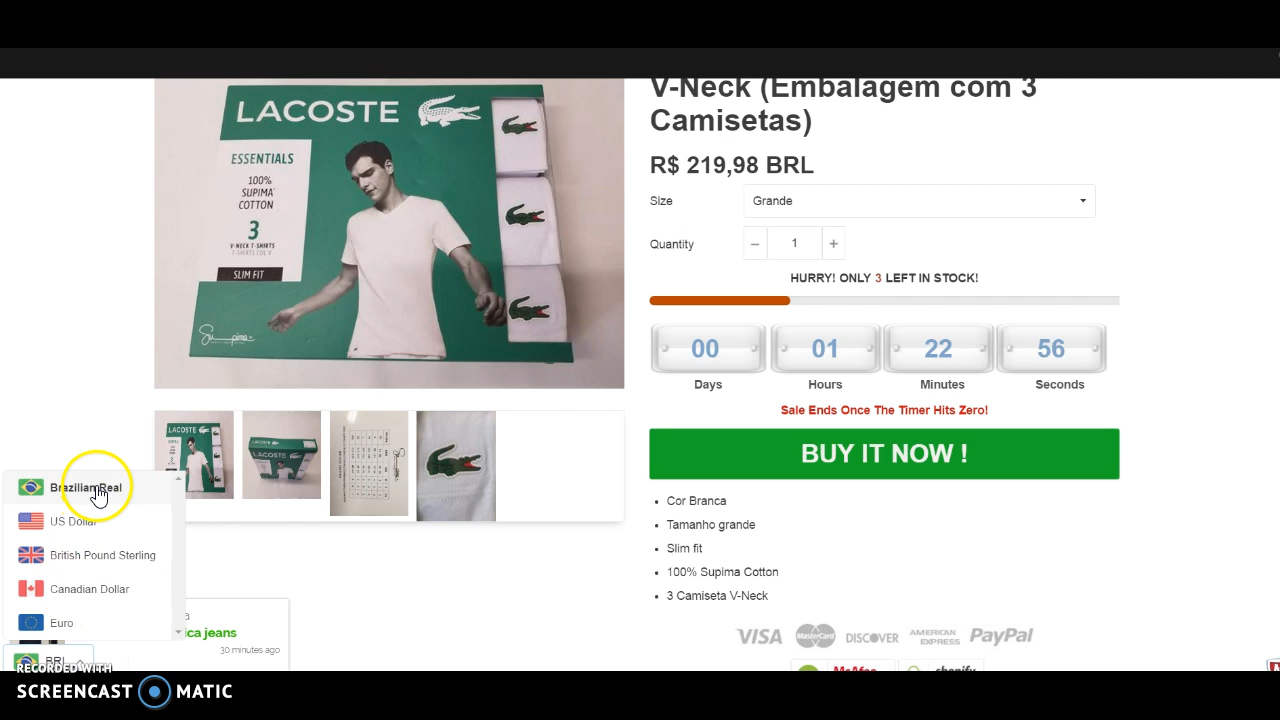 V-Neck (Embalagem com 3
Camisetas)
R$ 219,98 BRL
Size
Grande
Quantity
− 1 +
HURRY! ONLY 3 LEFT IN STOCK!
00 01 22 56
Days Hours Minutes Seconds
Sale Ends Once The Timer Hits Zero!
BUY IT NOW !
Cor Branca
Tamanho grande
Slim fit
100% Supima Cotton
3 Camiseta V-Neck
VISA MasterCard DISCOVER AMERICAN EXPRESS PayPal
McAfee shopify
LACOSTE
ESSENTIALS
100%
SUPIMA
COTTON
3
V-NECK T-SHIRTS
T-SHIRTS COL V
SLIM FIT
Brazilian Real
US Dollar
British Pound Sterling
Canadian Dollar
Euro
ica jeans
30 minutes ago
BRL
RECORDED WITH
SCREENCAST MATIC